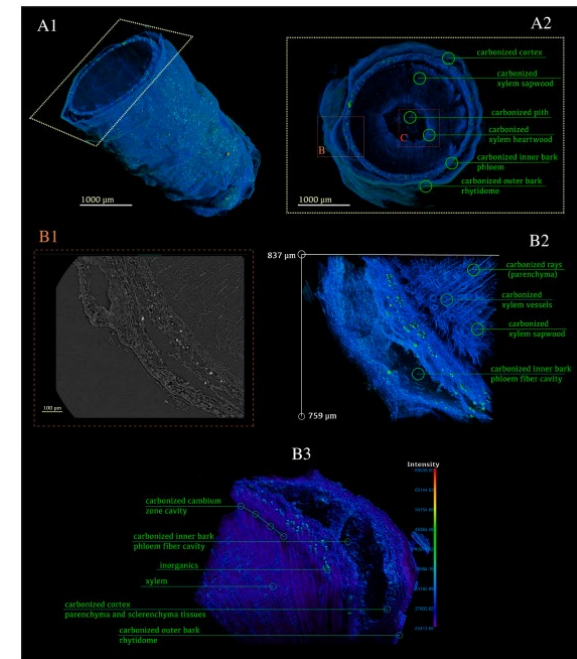 A1
1000 µm
A2
carbonized cortex
carbonized
xylem sapwood
carbonized pith
carbonized
xylem heartwood
carbonized inner bark
phloem
carbonized outer bark
rhytidome
B
C
1000 µm
B1
100 µm
B2
837 µm
759 µm
carbonized rays
(parenchyma)
carbonized
xylem vessels
carbonized
xylem sapwood
carbonized inner bark
phloem fiber cavity
B3
Intensity
carbonized cambium
zone cavity
carbonized inner bark
phloem fiber cavity
inorganics
xylem
carbonized cortex
parenchyma and sclerenchyma tissues
carbonized outer bark
rhytidome